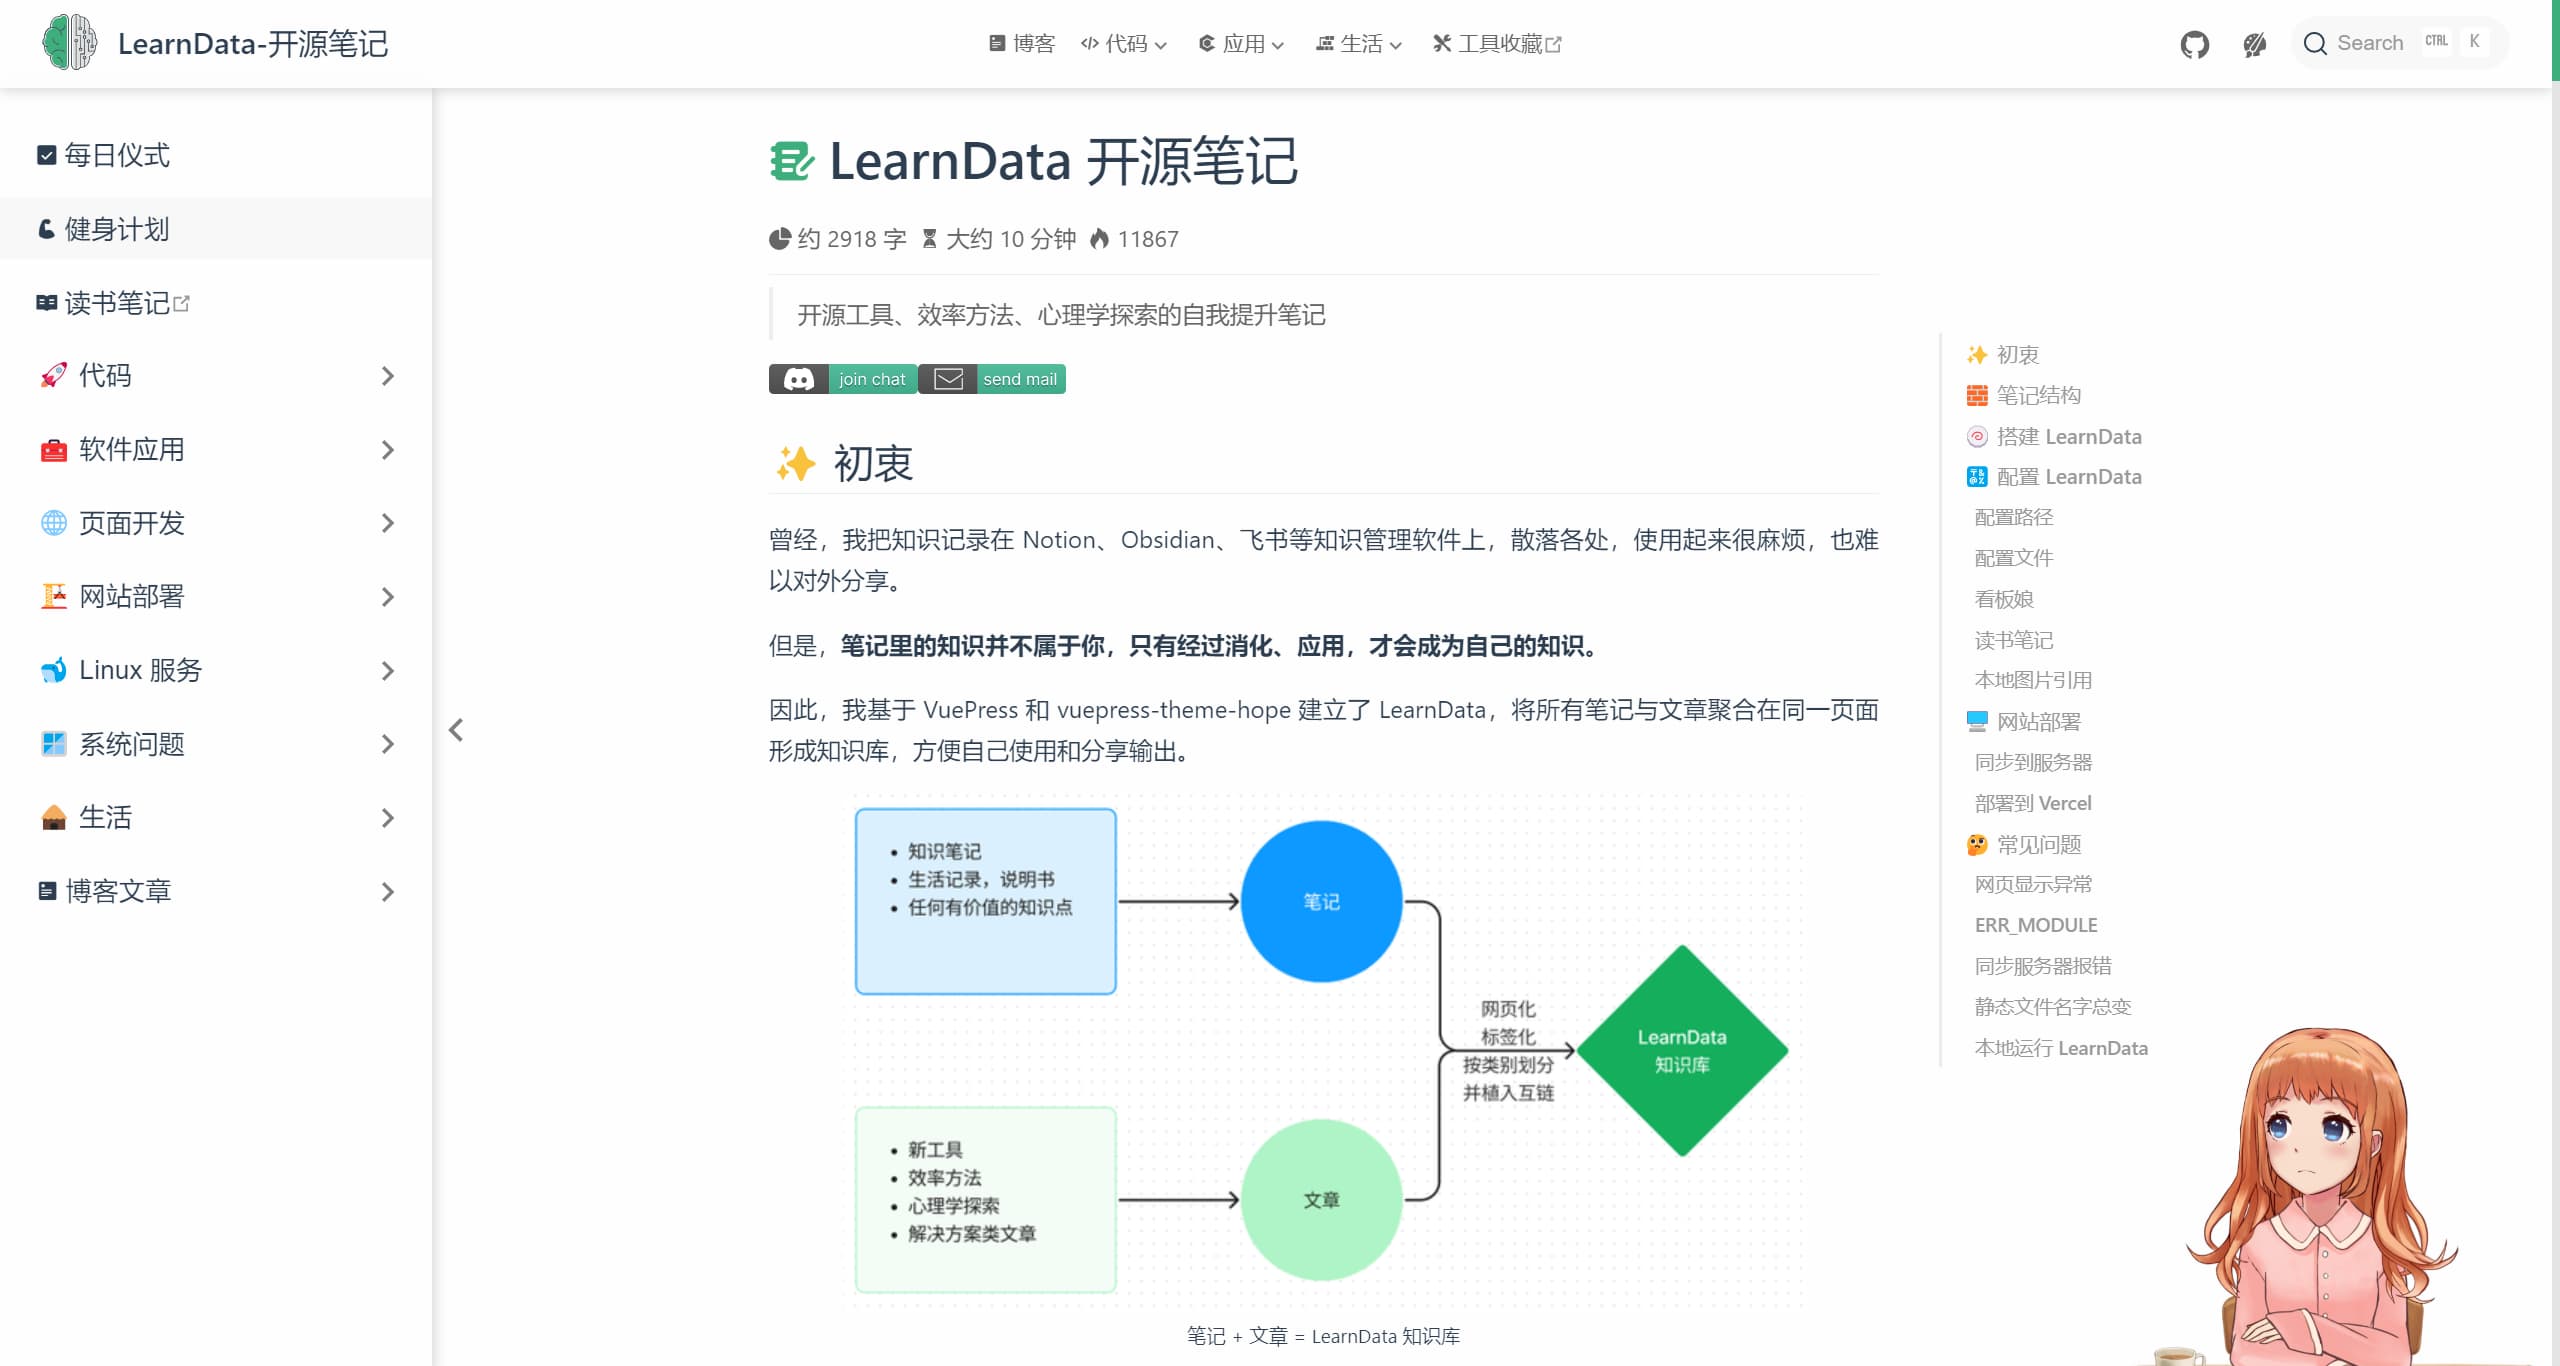 LearnData-开源笔记
博客
代码
应用
生活
工具收藏
Search
CTRL
K
每日仪式
健身计划
读书笔记
代码
软件应用
页面开发
网站部署
Linux 服务
系统问题
生活
博客文章
LearnData 开源笔记
约 2918 字 大约 10 分钟 11867
开源工具、效率方法、心理学探索的自我提升笔记
join chat
send mail
初衷
曾经，我把知识记录在 Notion、Obsidian、飞书等知识管理软件上，散落各处，使用起来很麻烦，也难
以对外分享。
但是，笔记里的知识并不属于你，只有经过消化、应用，才会成为自己的知识。
因此，我基于 VuePress 和 vuepress-theme-hope 建立了 LearnData，将所有笔记与文章聚合在同一页面
形成知识库，方便自己使用和分享输出。
知识笔记
生活记录，说明书
任何有价值的知识点
笔记
网页化
标签化
按类别划分
并植入互链
LearnData
知识库
新工具
效率方法
心理学探索
解决方案类文章
文章
笔记 + 文章 = LearnData 知识库
初衷
笔记结构
搭建 LearnData
配置 LearnData
配置路径
配置文件
看板娘
读书笔记
本地图片引用
网站部署
同步到服务器
部署到 Vercel
常见问题
网页显示异常
ERR_MODULE
同步服务器报错
静态文件名字总变
本地运行 LearnData